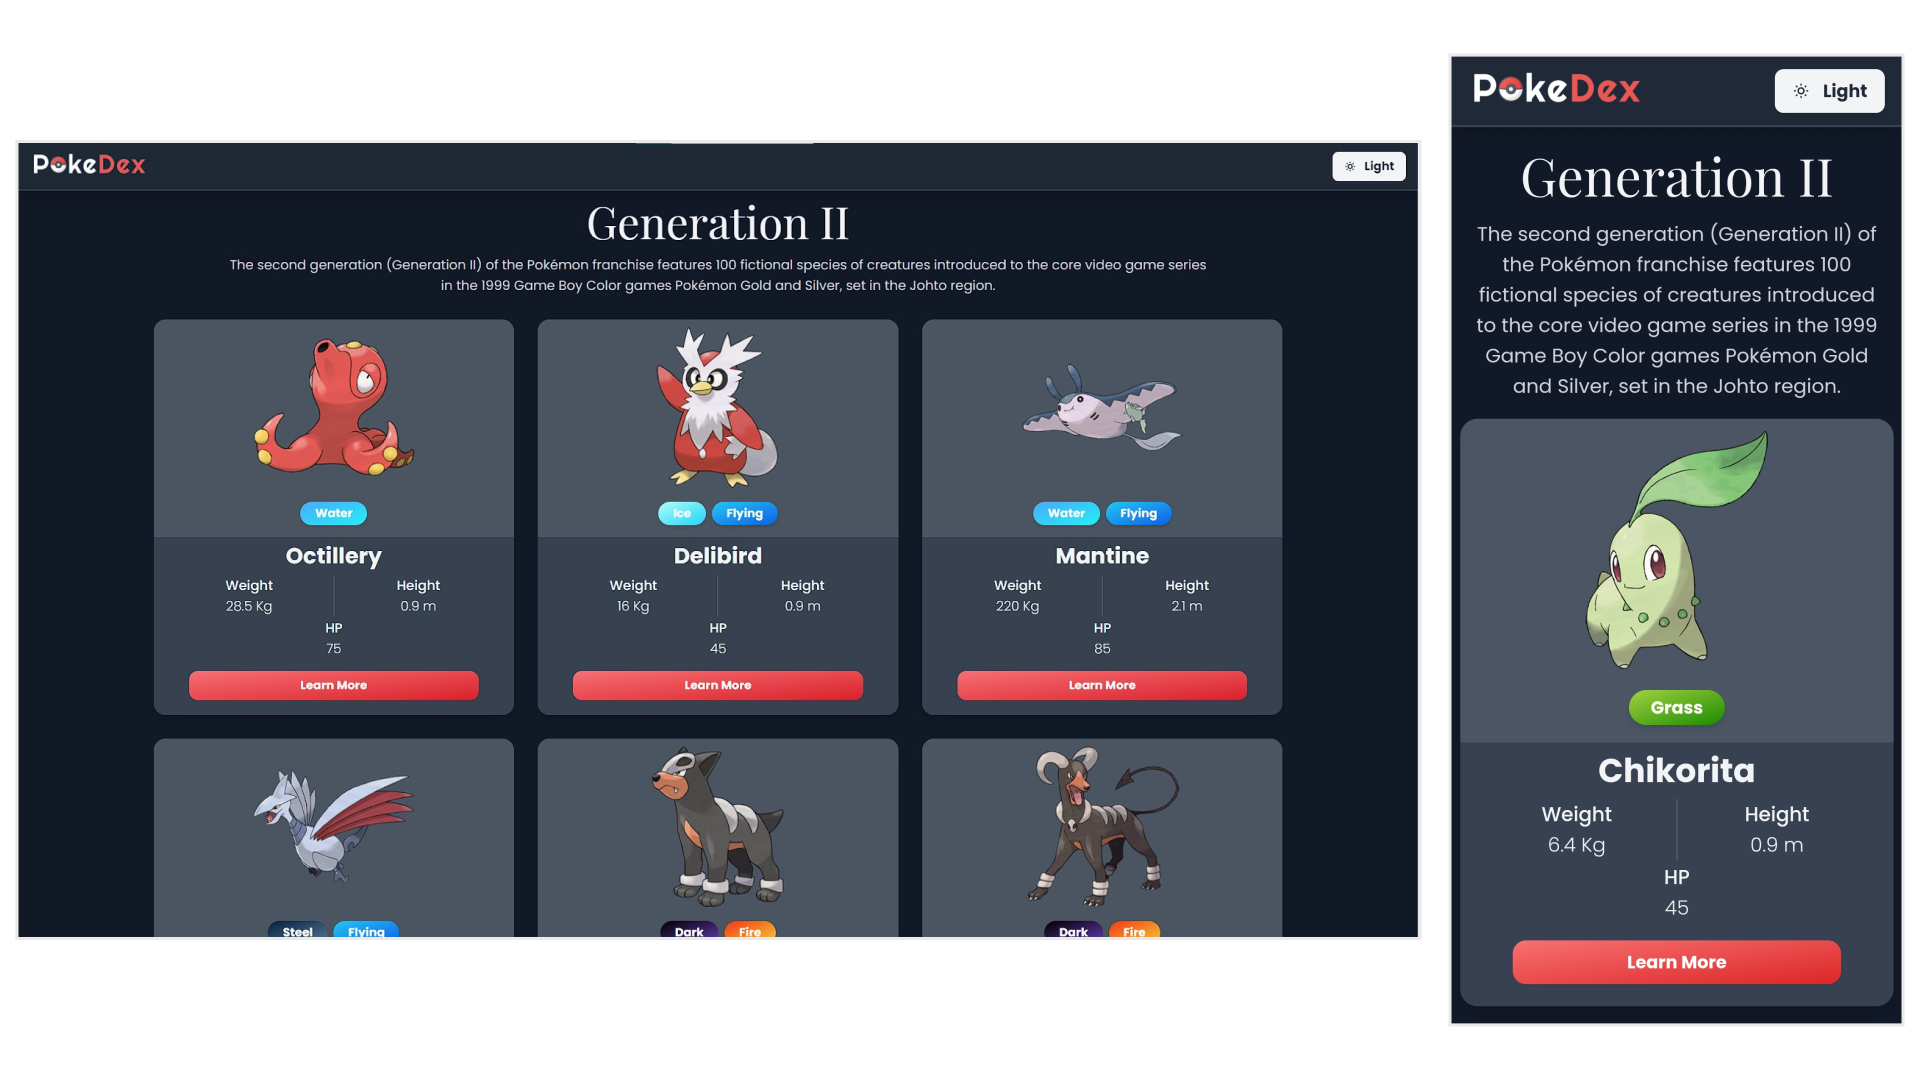 PokeDex
Light
Generation II
The second generation (Generation II) of the Pokémon franchise features 100 fictional species of creatures introduced to the core video game series
in the 1999 Game Boy Color games Pokémon Gold and Silver, set in the Johto region.
Water
Ice Flying
Water Flying
Octillery
Delibird
Mantine
Weight Height
Weight Height
Weight Height
28.5 Kg 0.9 m
16 Kg 0.9 m
220 Kg 2.1 m
HP
HP
HP
75
45
85
Learn More
Learn More
Learn More
Steel Flying
Dark Fire
Dark Fire
PokeDex
Light
Generation II
The second generation (Generation II) of
the Pokémon franchise features 100
fictional species of creatures introduced
to the core video game series in the 1999
Game Boy Color games Pokémon Gold
and Silver, set in the Johto region.
Grass
Chikorita
Weight Height
6.4 Kg 0.9 m
HP
45
Learn More